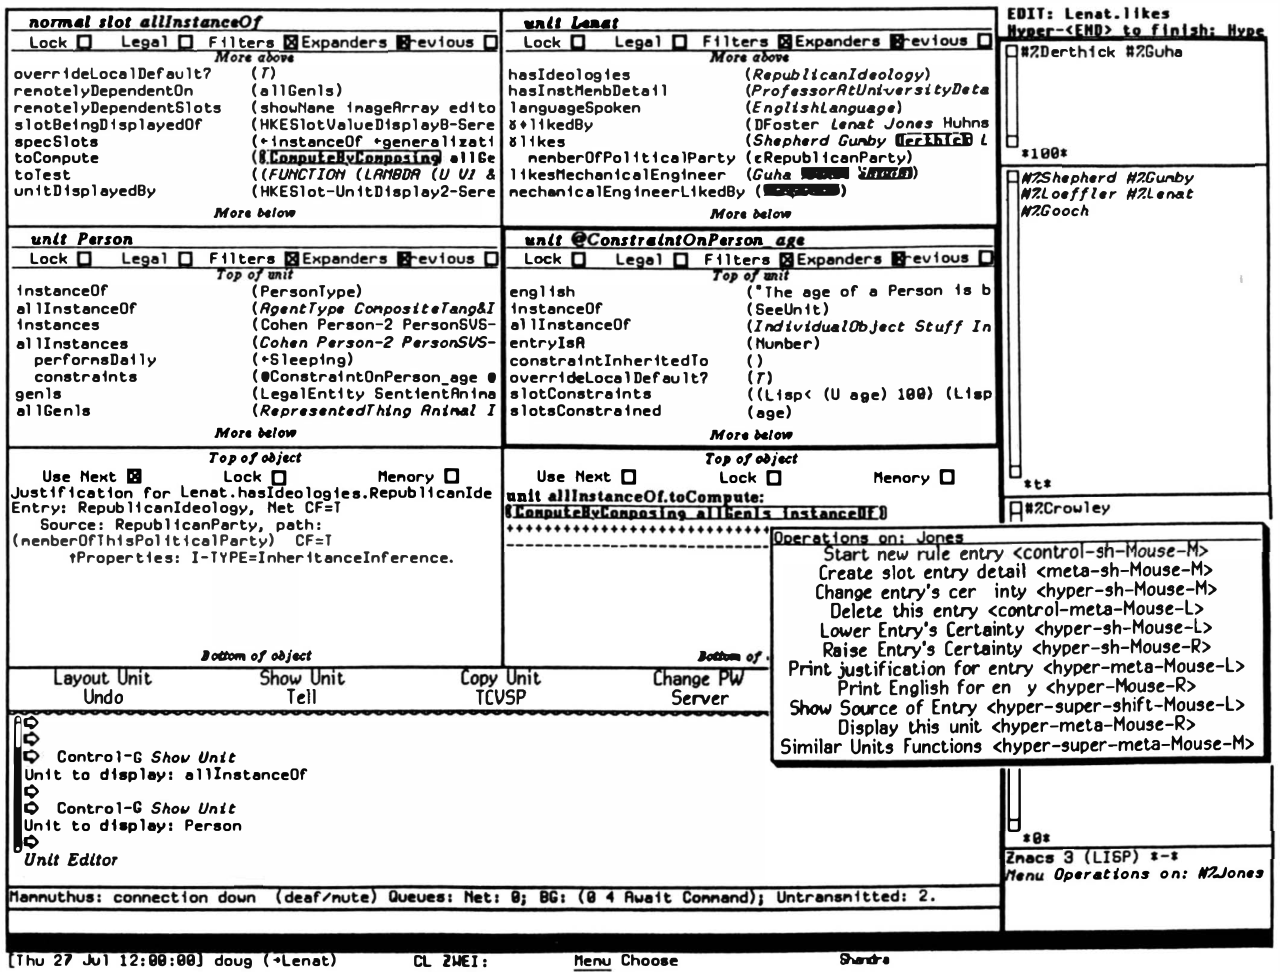 normal slot allInstanceOf
Lock Legal Filters Expanders Previous
More above
overrideLocalDefault? (T)
remotelyDependentOn (allGenls)
remotelyDependentSlots (showName imageArray edito
slotBeingDisplayedOf (HKESlotValueDisplayB-Sere
specSlots (+instanceOf +generalizati
toCompute (ComputeByComposing allGe
toTest ((FUNCTION (LAMBDA (U V1 &
unitDisplayedBy (HKESlot-UnitDisplay2-Sere
More below
unit Lenat
Lock Legal Filters Expanders Previous
More above
hasIdeologies (RepublicanIdeology)
hasInstMembDetail (ProfessorAtUniversityDeta
languageSpoken (EnglishLanguage)
likedBy (DFoster Lenat Jones Huhns
likes (Shepherd Gumby Derthick L
memberOfPoliticalParty (εRepublicanParty)
likesMechanicalEngineer (Guha
mechanicalEngineerLikedBy (
More below
EDIT: Lenat.likes
Hyper-<END> to finish; Hype
#%Derthick #%Guha
*100*
#%Shepherd #%Gumby
#%Loeffler #%Lenat
#%Gooch
*t*
#%Crowley
unit Person
Lock Legal Filters Expanders Previous
Top of unit
instanceOf (PersonType)
allInstanceOf (AgentType CompositeTang&I
instances (Cohen Person-2 PersonSVS-
allInstances (Cohen Person-2 PersonSVS-
performsDaily (+Sleeping)
constraints (@ConstraintOnPerson_age @
genls (LegalEntity SentientAnima
allGenls (RepresentedThing Animal I
More below
unit @ConstraintOnPerson_age
Lock Legal Filters Expanders Previous
Top of unit
english ("The age of a Person is b
instanceOf (SeeUnit)
allInstanceOf (IndividualObject Stuff In
entryIsA (Number)
constraintInheritedTo ()
overrideLocalDefault? (T)
slotConstraints ((Lisp< (U age) 100) (Lisp
slotsConstrained (age)
More below
Top of object
Use Next Lock Memory
Justification for Lenat.hasIdeologies.RepublicanIde
Entry: RepublicanIdeology, Net CF=T
Source: RepublicanParty, path:
(memberOfThisPoliticalParty) CF=T
↑Properties: I-TYPE=InheritanceInference.
Bottom of object
Top of object
Use Next Lock Memory
unit allInstanceOf.toCompute:
(ComputeByComposing allGenls instanceOf)
++++++++++++++++++++++++++++++
------------------------------
Bottom of
Operations on: Jones
Start new rule entry <control-sh-Mouse-M>
Create slot entry detail <meta-sh-Mouse-M>
Change entry's cer inty <hyper-sh-Mouse-M>
Delete this entry <control-meta-Mouse-L>
Lower Entry's Certainty <hyper-sh-Mouse-L>
Raise Entry's Certainty <hyper-sh-Mouse-R>
Print justification for entry <hyper-meta-Mouse-L>
Print English for en y <hyper-Mouse-R>
Show Source of Entry <hyper-super-shift-Mouse-L>
Display this unit <hyper-meta-Mouse-R>
Similar Units Functions <hyper-super-meta-Mouse-M>
Layout Unit Show Unit Copy Unit Change PW
Undo Tell TCVSP Server
Control-G Show Unit
Unit to display: allInstanceOf
Control-G Show Unit
Unit to display: Person
Unit Editor
*0*
Zmacs 3 (LISP) *-*
Menu Operations on: #%Jones
Mammuthus: connection down (deaf/mute) Queues: Net: 0; BG: (0 4 Await Command); Untransmitted: 2.
[Thu 27 Jul 12:00:00] doug (+Lenat) CL ZWEI: Menu Choose Shandra